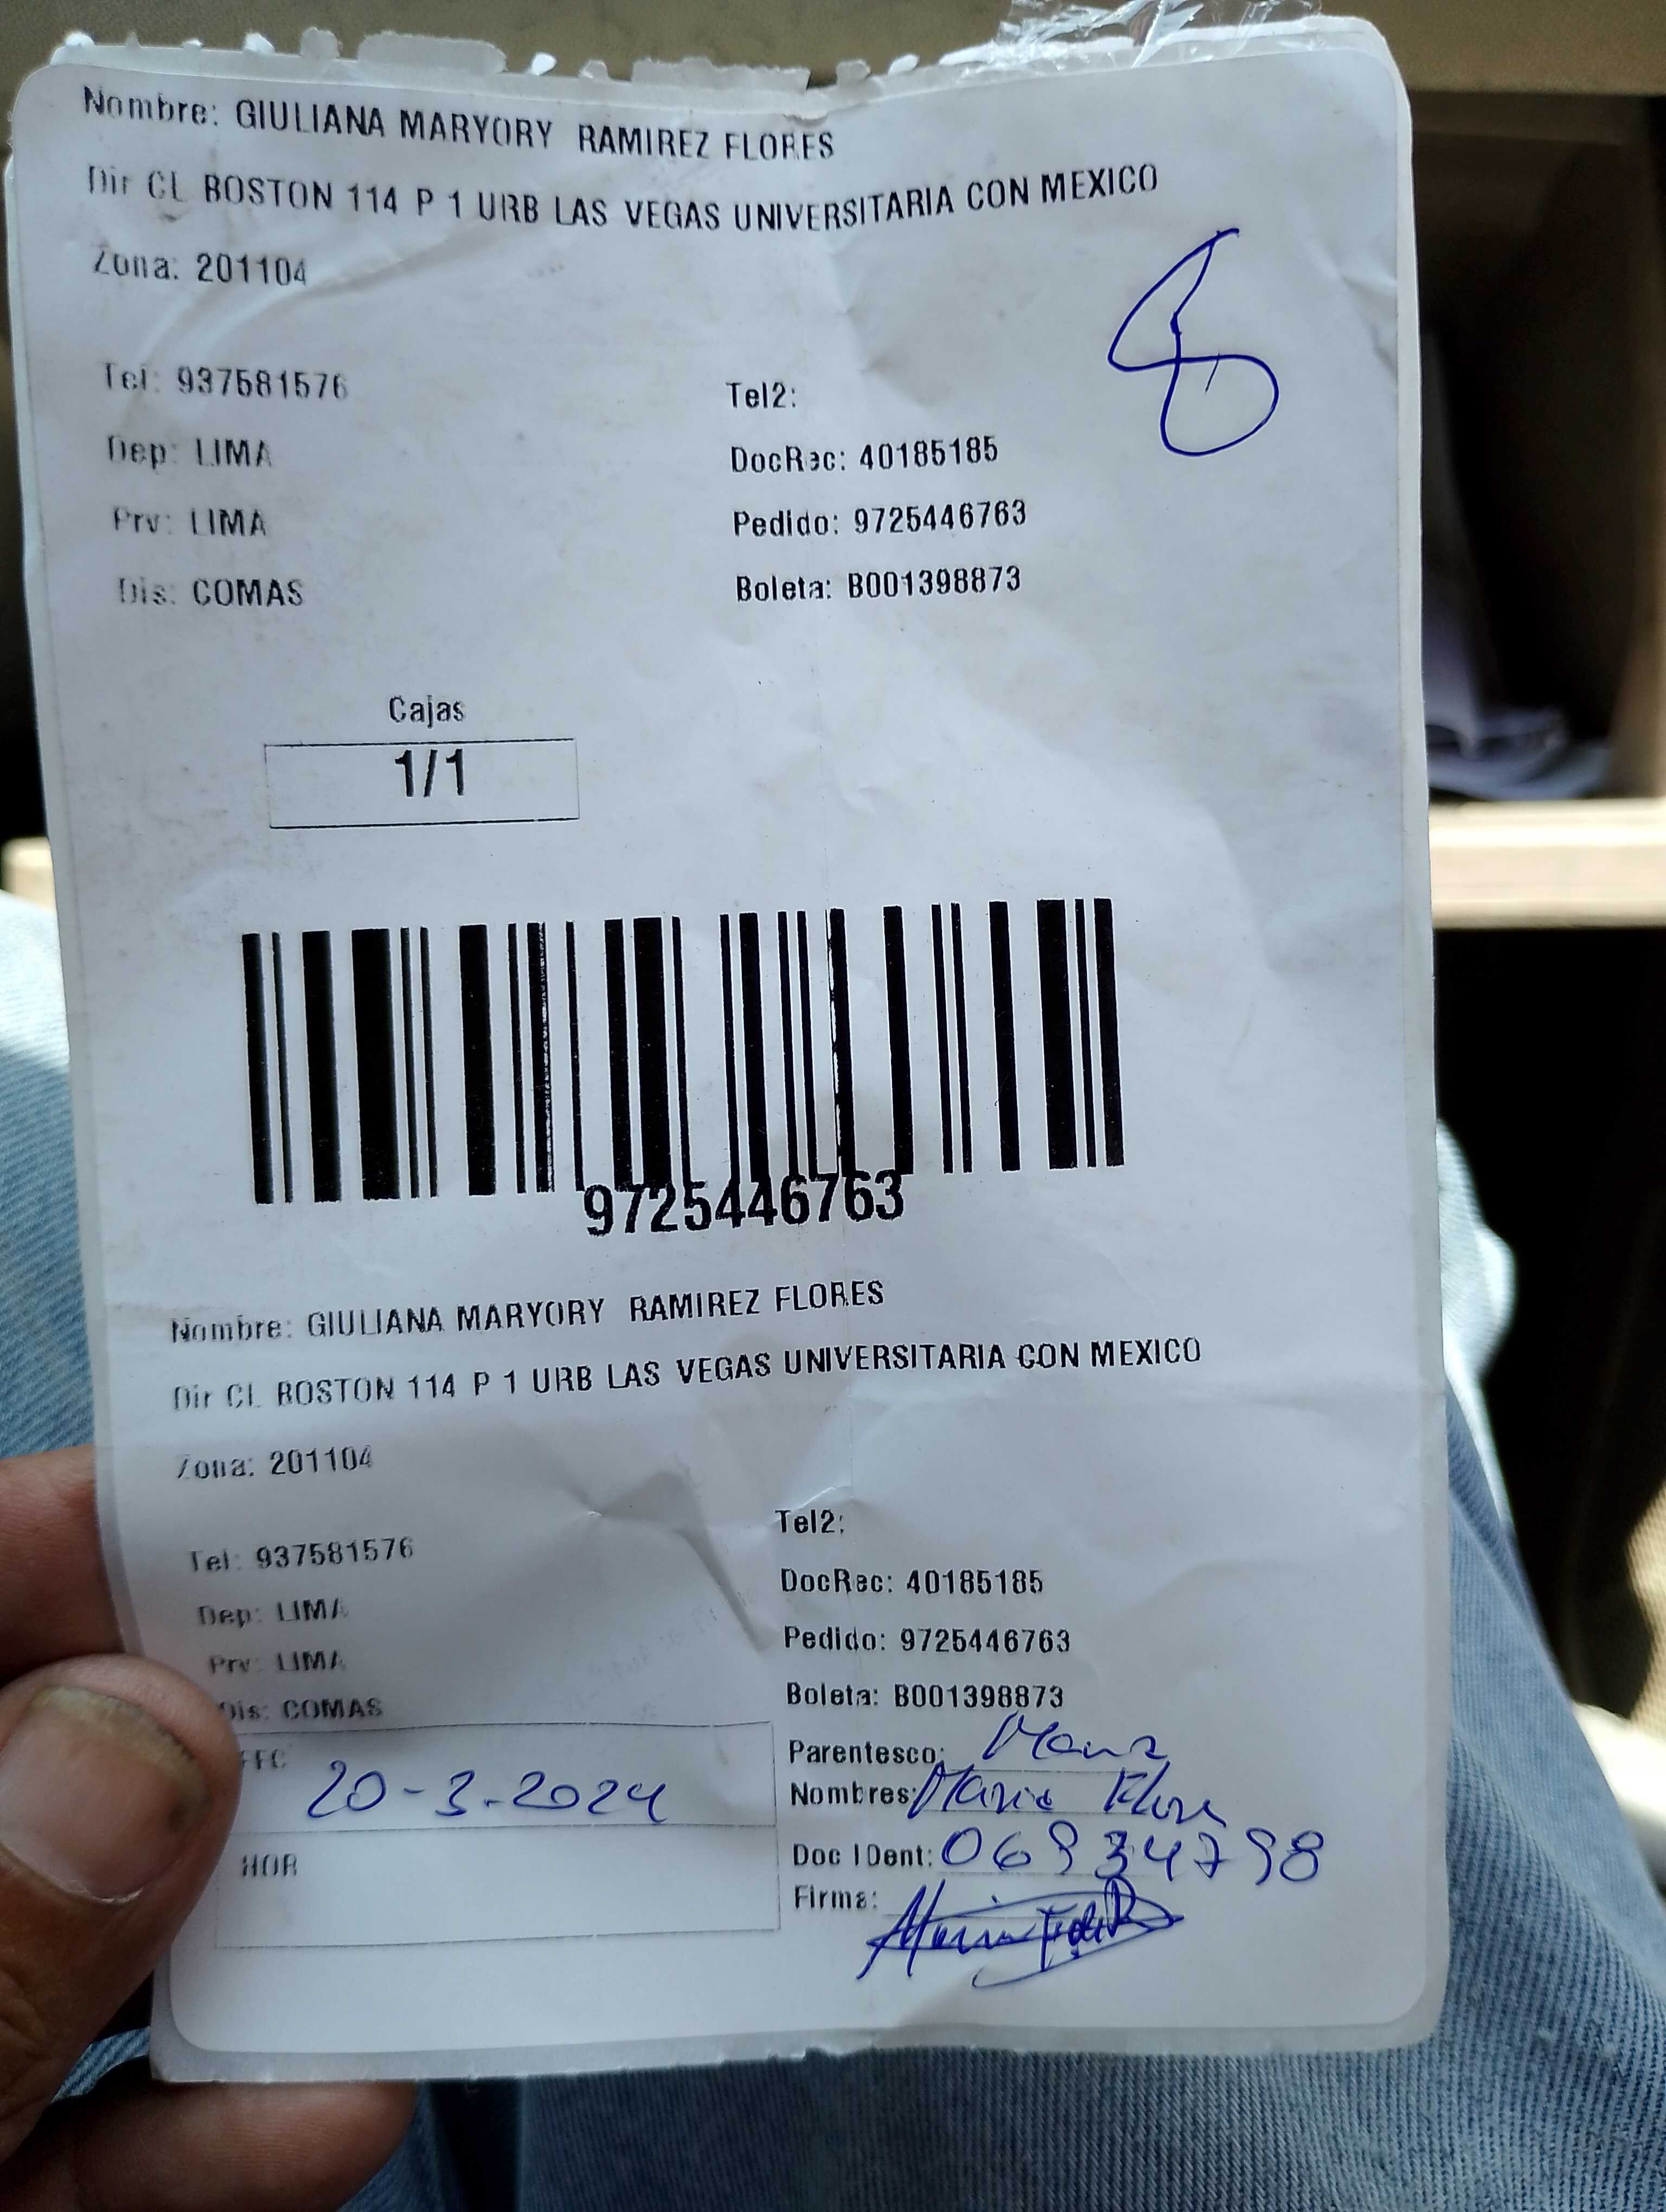 Nombre: GIULIANA MARYORY RAMIREZ FLORES
Dir CL BOSTON 114 P 1 URB LAS VEGAS UNIVERSITARIA CON MEXICO
Zona: 201104
8
Tel: 937581576 Tel2:
Dep: LIMA DocRec: 40185185
Prv: LIMA Pedido: 9725446763
Dis: COMAS Boleta: B001398873
Cajas
1/1
9725446763
Nombre: GIULIANA MARYORY RAMIREZ FLORES
Dir CL BOSTON 114 P 1 URB LAS VEGAS UNIVERSITARIA CON MEXICO
Zona: 201104
Tel: 937581576 Tel2:
Dep: LIMA DocRec: 40185185
Prv: LIMA Pedido: 9725446763
Dis: COMAS Boleta: B001398873
Parentesco:
20-3-2024 Nombres: Maria
Doc IDent: 06934798
HOR Firma: